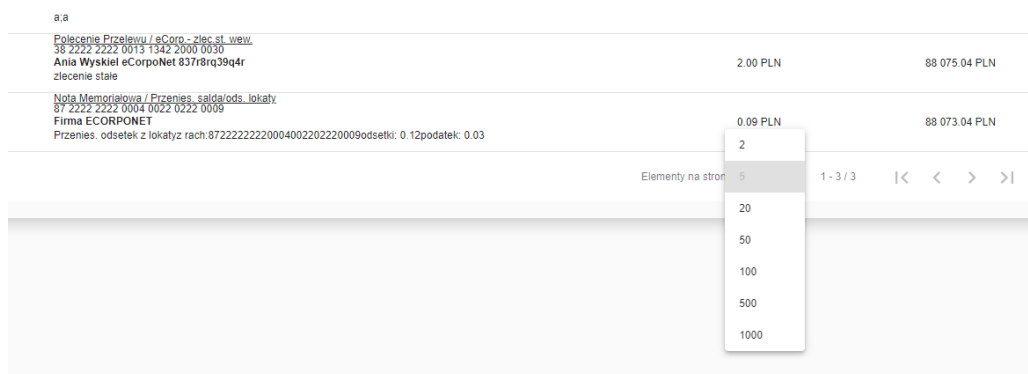 a;a
Polecenie Przelewu / eCorp.- zlec.st. wew.
38 2222 2222 0013 1342 2000 0030
Ania Wyskiel eCorpoNet 837r8rq39q4r
2.00 PLN
88 075.04 PLN
zlecenie stałe
Nota Memoriałowa / Przenies. salda/ods. lokaty
87 2222 2222 0004 0022 0222 0009
Firma ECORPONET
0.09 PLN
88 073.04 PLN
Przenies. odsetek z lokatyz rach:87222222220004002202220009odsetki: 0.12podatek: 0.03
2
Elementy na stron
5
1 - 3 / 3
20
50
100
500
1000